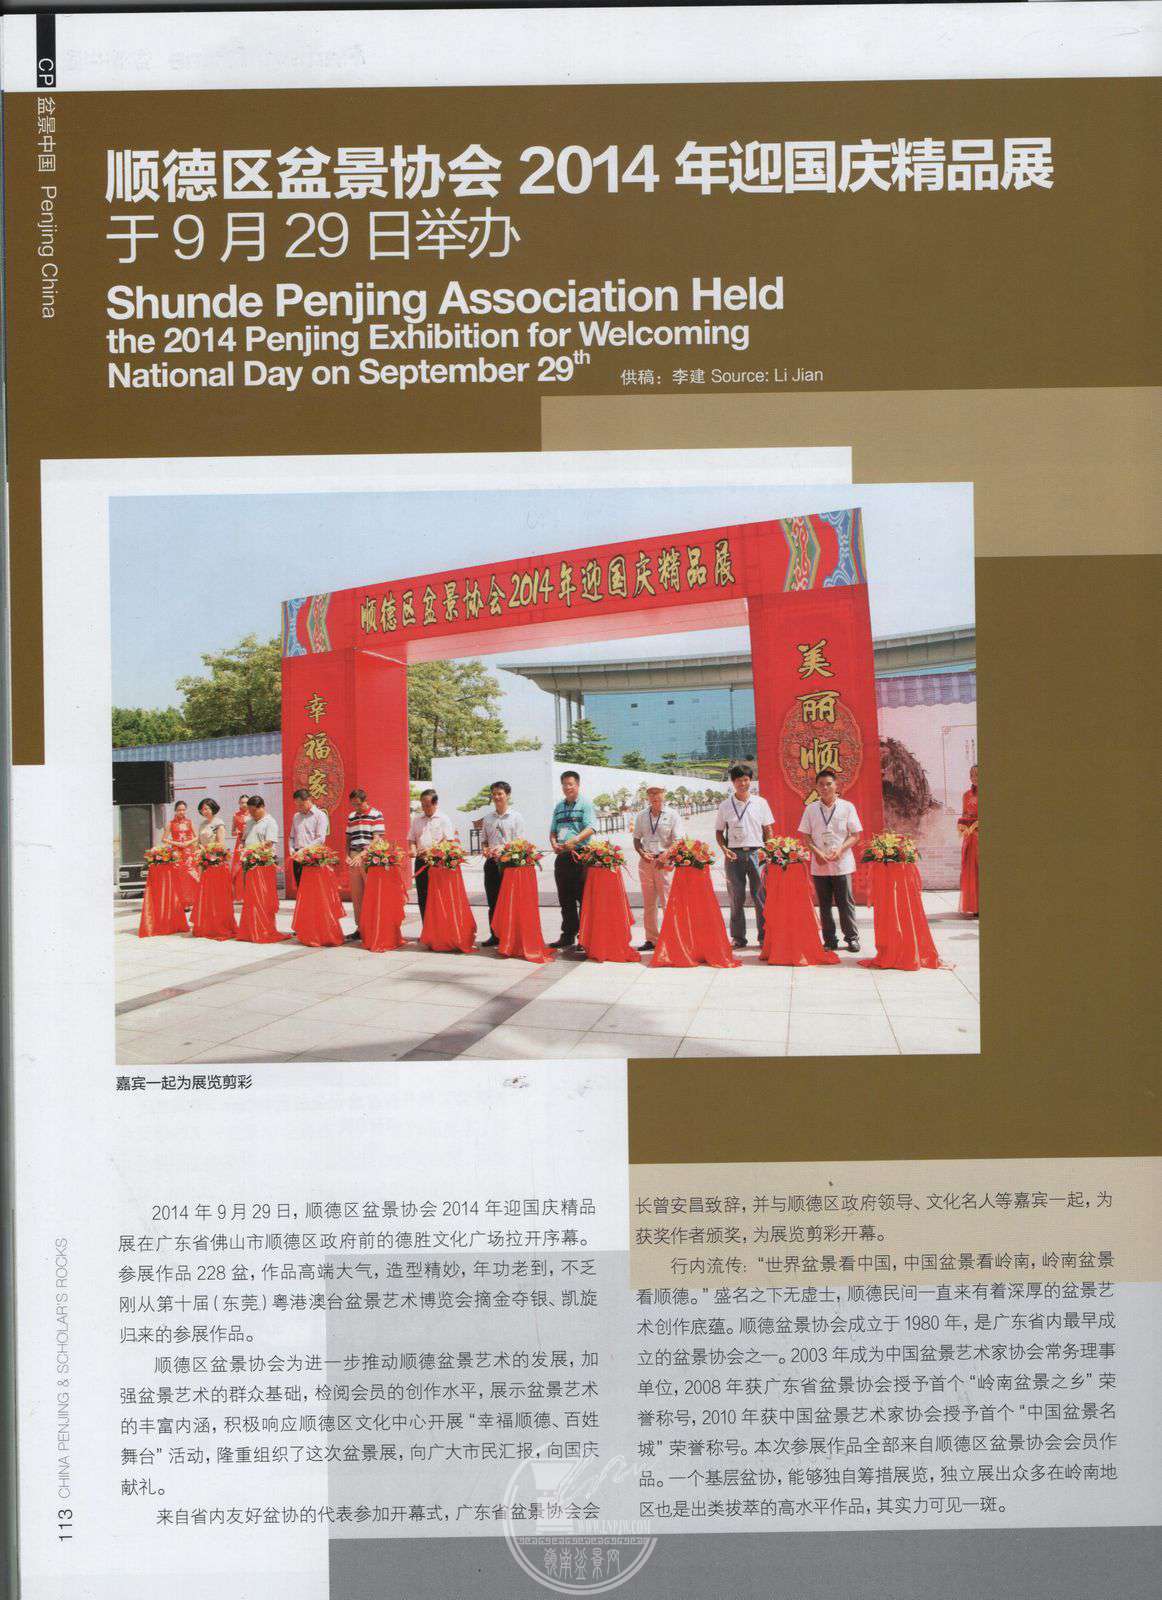 CP 盆景中国 Penjing China
顺德区盆景协会 2014 年迎国庆精品展
于 9 月 29 日举办
Shunde Penjing Association Held
the 2014 Penjing Exhibition for Welcoming
National Day on September 29th
供稿：李建 Source: Li Jian
顺德区盆景协会2014年迎国庆精品展
幸福家
美丽顺
嘉宾一起为展览剪彩
2014 年 9 月 29 日，顺德区盆景协会 2014 年迎国庆精品
展在广东省佛山市顺德区政府前的德胜文化广场拉开序幕。
参展作品 228 盆，作品高端大气，造型精妙，年功老到，不乏
刚从第十届（东莞）粤港澳台盆景艺术博览会摘金夺银、凯旋
归来的参展作品。
顺德区盆景协会为进一步推动顺德盆景艺术的发展，加
强盆景艺术的群众基础，检阅会员的创作水平，展示盆景艺术
的丰富内涵，积极响应顺德区文化中心开展“幸福顺德、百姓
舞台”活动，隆重组织了这次盆景展，向广大市民汇报，向国庆
献礼。
来自省内友好盆协的代表参加开幕式，广东省盆景协会会
长曾安昌致辞，并与顺德区政府领导、文化名人等嘉宾一起，为
获奖作者颁奖，为展览剪彩开幕。
行内流传：“世界盆景看中国，中国盆景看岭南，岭南盆景
看顺德。”盛名之下无虚士，顺德民间一直来有着深厚的盆景艺
术创作底蕴。顺德盆景协会成立于 1980 年，是广东省内最早成
立的盆景协会之一。2003 年成为中国盆景艺术家协会常务理事
单位，2008 年获广东省盆景协会授予首个“岭南盆景之乡”荣
誉称号，2010 年获中国盆景艺术家协会授予首个“中国盆景名
城”荣誉称号。本次参展作品全部来自顺德区盆景协会会员作
品。一个基层盆协，能够独自筹措展览，独立展出众多在岭南地
区也是出类拔萃的高水平作品，其实力可见一斑。
113 CHINA PENJING & SCHOLAR'S ROCKS
WWW.LNPJW.COM
嶺南盆景网